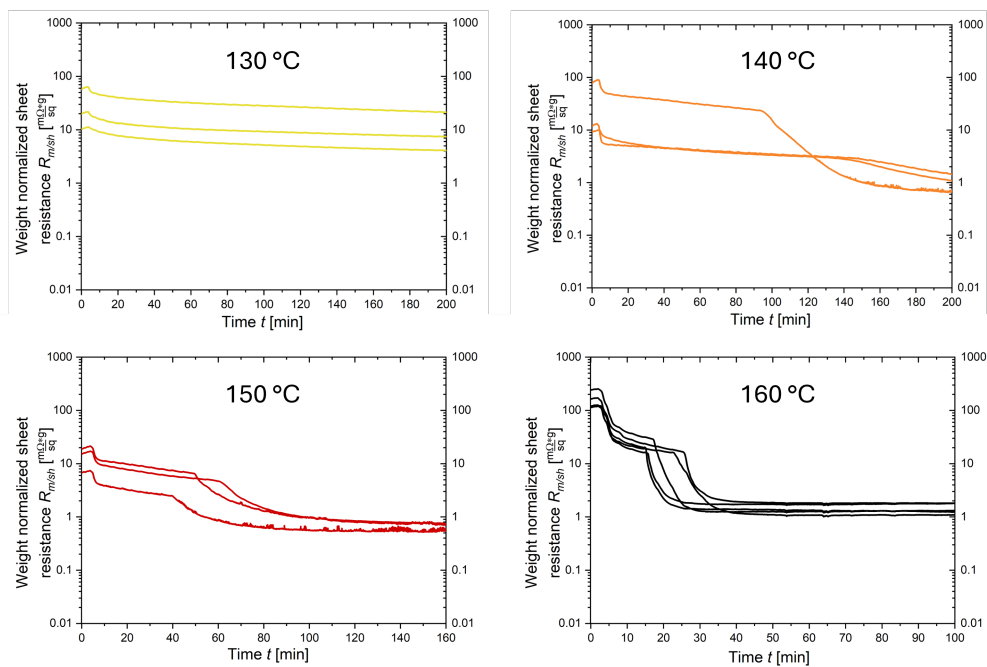 1000 1000
130 ºC
100 100
10 10
1 1
0.1 0.1
0.01 0.01
Weight normalized sheet
resistance R_m/sh [mΩ*g/sq]
0 20 40 60 80 100 120 140 160 180 200
Time t [min]
1000 1000
140 ºC
100 100
10 10
1 1
0.1 0.1
0.01 0.01
Weight normalized sheet
resistance R_m/sh [mΩ*g/sq]
0 20 40 60 80 100 120 140 160 180 200
Time t [min]
1000 1000
150 ºC
100 100
10 10
1 1
0.1 0.1
0.01 0.01
Weight normalized sheet
resistance R_m/sh [mΩ*g/sq]
0 20 40 60 80 100 120 140 160
Time t [min]
1000 1000
160 ºC
100 100
10 10
1 1
0.1 0.1
0.01 0.01
Weight normalized sheet
resistance R_m/sh [mΩ*g/sq]
0 10 20 30 40 50 60 70 80 90 100
Time t [min]